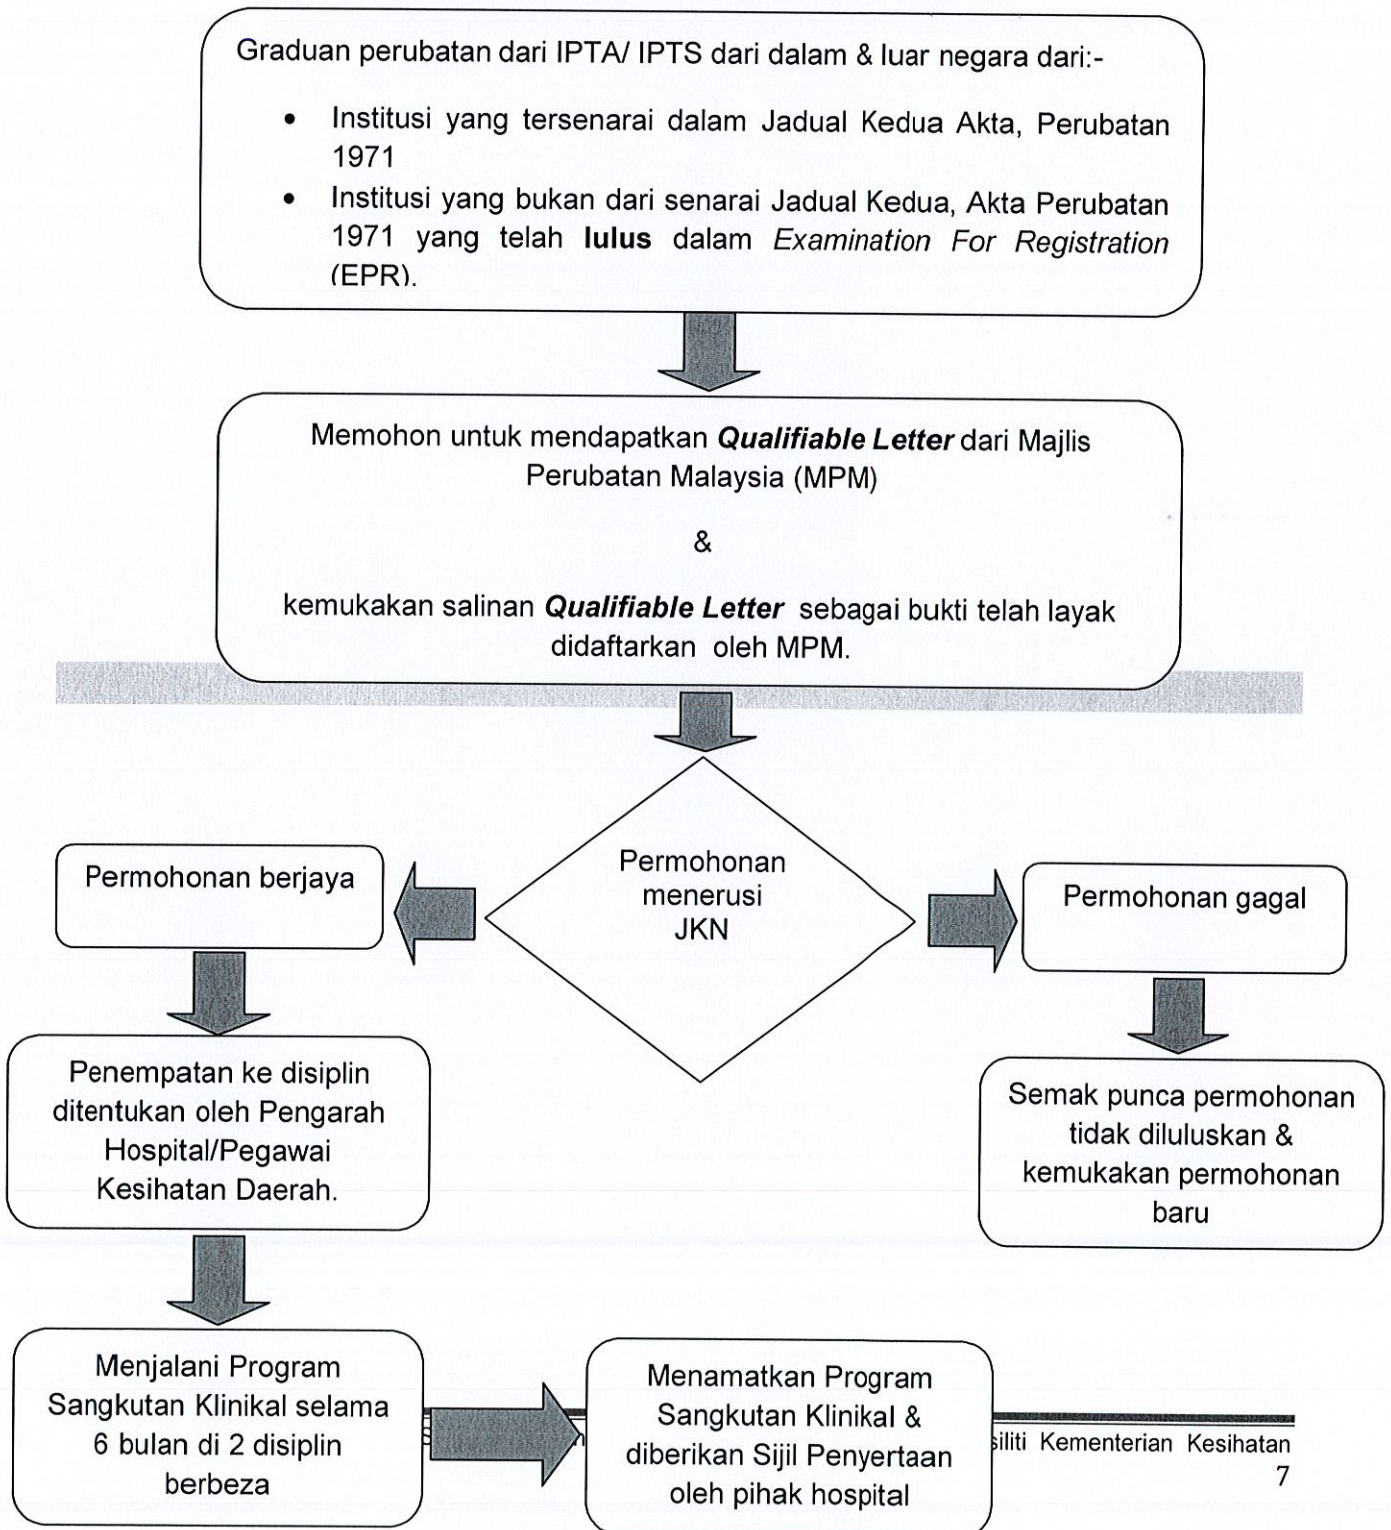 Graduan perubatan dari IPTA/ IPTS dari dalam & luar negara dari:-
• Institusi yang tersenarai dalam Jadual Kedua Akta, Perubatan
1971
• Institusi yang bukan dari senarai Jadual Kedua, Akta Perubatan
1971 yang telah lulus dalam Examination For Registration
(EPR).
Memohon untuk mendapatkan Qualifiable Letter dari Majlis
Perubatan Malaysia (MPM)
&
kemukakan salinan Qualifiable Letter sebagai bukti telah layak
didaftarkan oleh MPM.
Permohonan
menerusi
JKN
Permohonan berjaya
Permohonan gagal
Penempatan ke disiplin
ditentukan oleh Pengarah
Hospital/Pegawai
Kesihatan Daerah.
Semak punca permohonan
tidak diluluskan &
kemukakan permohonan
baru
Menjalani Program
Sangkutan Klinikal selama
6 bulan di 2 disiplin
berbeza
Menamatkan Program
Sangkutan Klinikal &
diberikan Sijil Penyertaan
oleh pihak hospital
siliti Kementerian Kesihatan
7